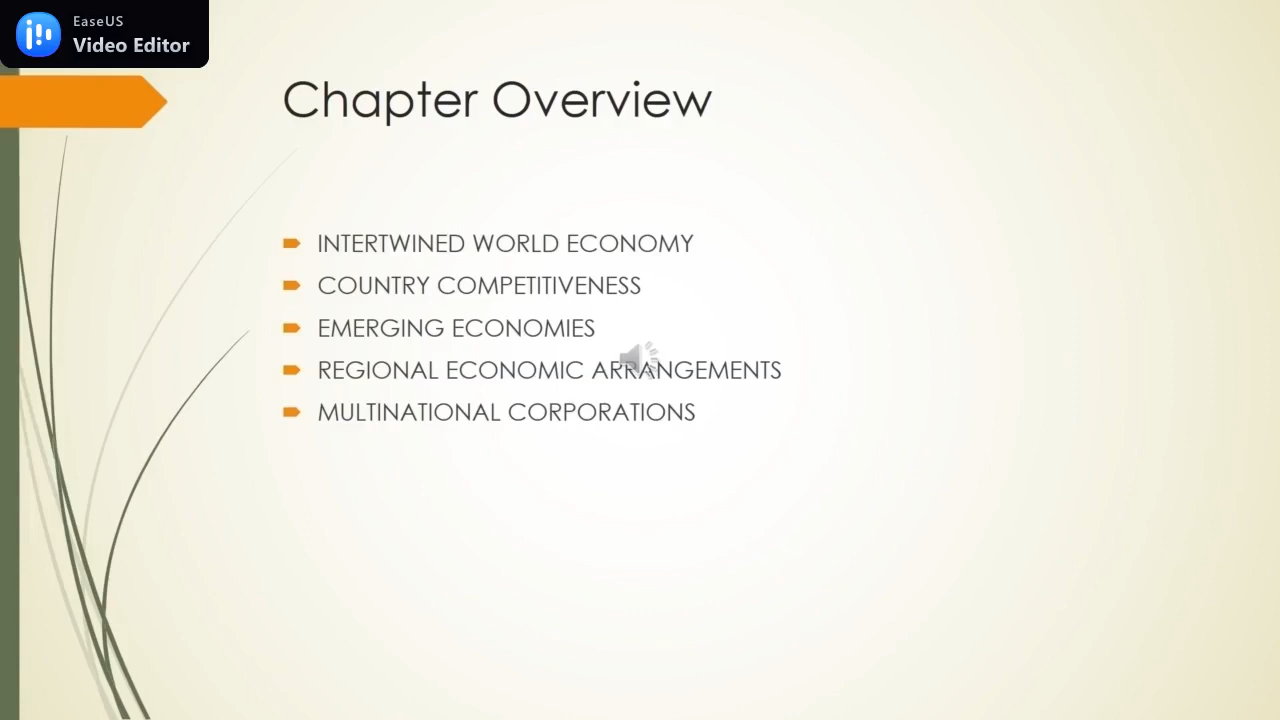 EaseUS
Video Editor
Chapter Overview
INTERTWINED WORLD ECONOMY
COUNTRY COMPETITIVENESS
EMERGING ECONOMIES
REGIONAL ECONOMIC ARRANGEMENTS
MULTINATIONAL CORPORATIONS